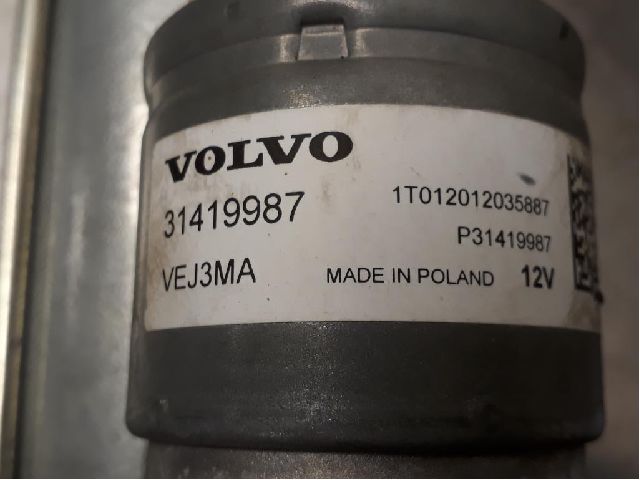 VOLVO
31419987
1T012012035887
P31419987
VEJ3MA MADE IN POLAND 12V